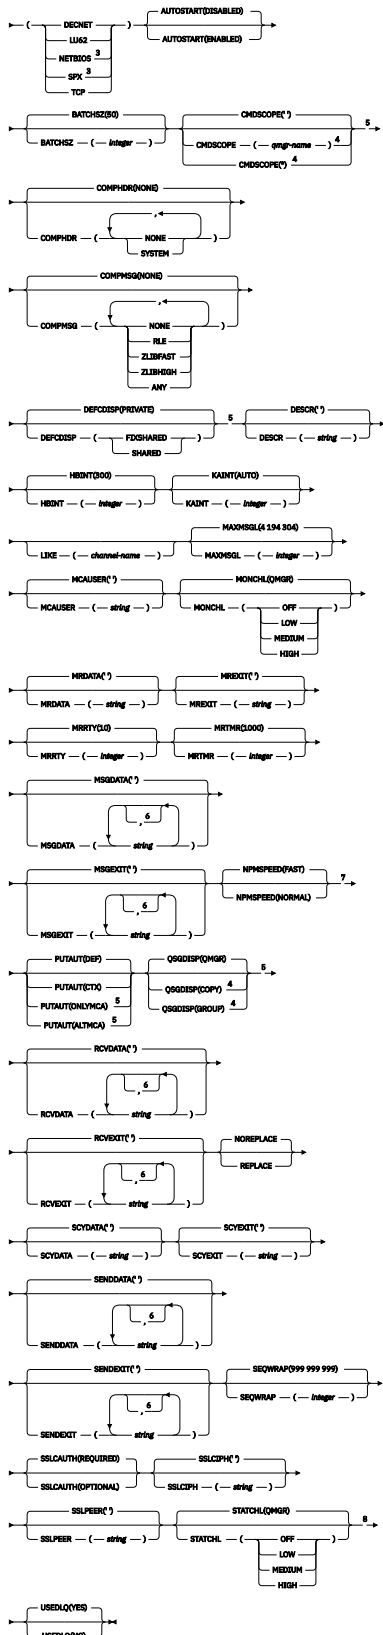 ( DECNET )
LU62
NETBIOS 3
SPX 3
TCP
AUTOSTART(DISABLED)
AUTOSTART(ENABLED)
BATCHSZ(50)
BATCHSZ ( integer )
CMDSCOPE(' ')
CMDSCOPE ( qmgr-name ) 4
CMDSCOPE(*) 4
5
COMPHDR(NONE)
,
COMPHDR ( NONE )
SYSTEM
COMPMSG(NONE)
,
COMPMSG ( NONE )
RLE
ZLIBFAST
ZLIBHIGH
ANY
DEFCDISP(PRIVATE)
DEFCDISP ( FIXSHARED )
SHARED
5
DESCR(' ')
DESCR ( string )
HBINT(300)
HBINT ( integer )
KAINT(AUTO)
KAINT ( integer )
LIKE ( channel-name )
MAXMSGL(4 194 304)
MAXMSGL ( integer )
MCAUSER(' ')
MCAUSER ( string )
MONCHL(QMGR)
MONCHL ( OFF )
LOW
MEDIUM
HIGH
MRDATA(' ')
MRDATA ( string )
MREXIT(' ')
MREXIT ( string )
MRRTY(10)
MRRTY ( integer )
MRTMR(1000)
MRTMR ( integer )
MSGDATA(' ')
, 6
MSGDATA ( string )
MSGEXIT(' ')
, 6
MSGEXIT ( string )
NPMSPEED(FAST)
NPMSPEED(NORMAL)
7
PUTAUT(DEF)
PUTAUT(CTX)
PUTAUT(ONLYMCA) 5
PUTAUT(ALTMCA) 5
QSGDISP(QMGR)
QSGDISP(COPY) 4
QSGDISP(GROUP) 4
5
RCVDATA(' ')
, 6
RCVDATA ( string )
RCVEXIT(' ')
, 6
RCVEXIT ( string )
NOREPLACE
REPLACE
SCYDATA(' ')
SCYDATA ( string )
SCYEXIT(' ')
SCYEXIT ( string )
SENDDATA(' ')
, 6
SENDDATA ( string )
SENDEXIT(' ')
, 6
SENDEXIT ( string )
SEQWRAP(999 999 999)
SEQWRAP ( integer )
SSLCAUTH(REQUIRED)
SSLCAUTH(OPTIONAL)
SSLCIPH(' ')
SSLCIPH ( string )
SSLPEER(' ')
SSLPEER ( string )
STATCHL(QMGR)
STATCHL ( OFF )
LOW
MEDIUM
HIGH
8
USEDLQ(YES)